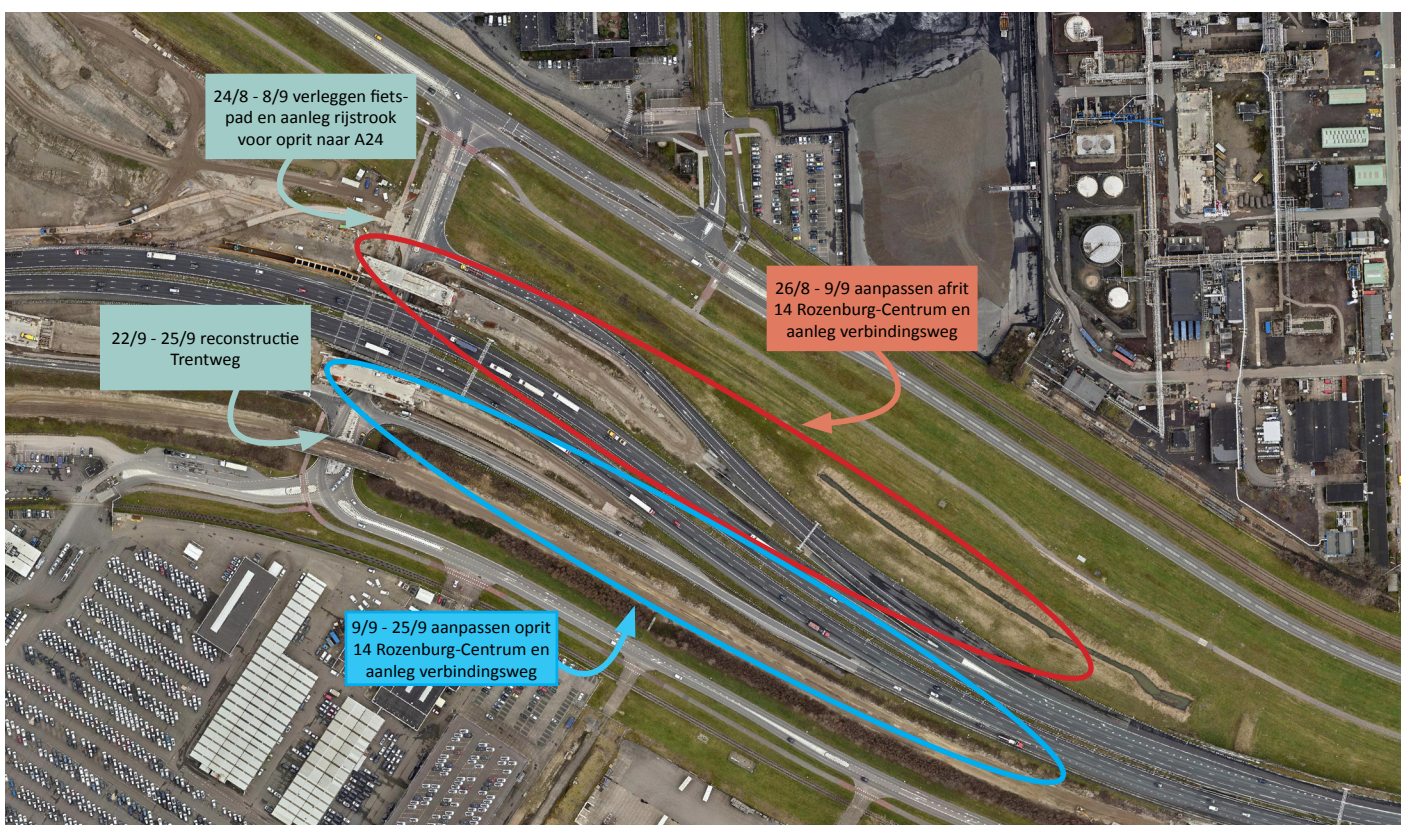 24/8 - 8/9 verleggen fiets-
pad en aanleg rijstrook
voor oprit naar A24
26/8 - 9/9 aanpassen afrit
14 Rozenburg-Centrum en
aanleg verbindingsweg
22/9 - 25/9 reconstructie
Trentweg
9/9 - 25/9 aanpassen oprit
14 Rozenburg-Centrum en
aanleg verbindingsweg